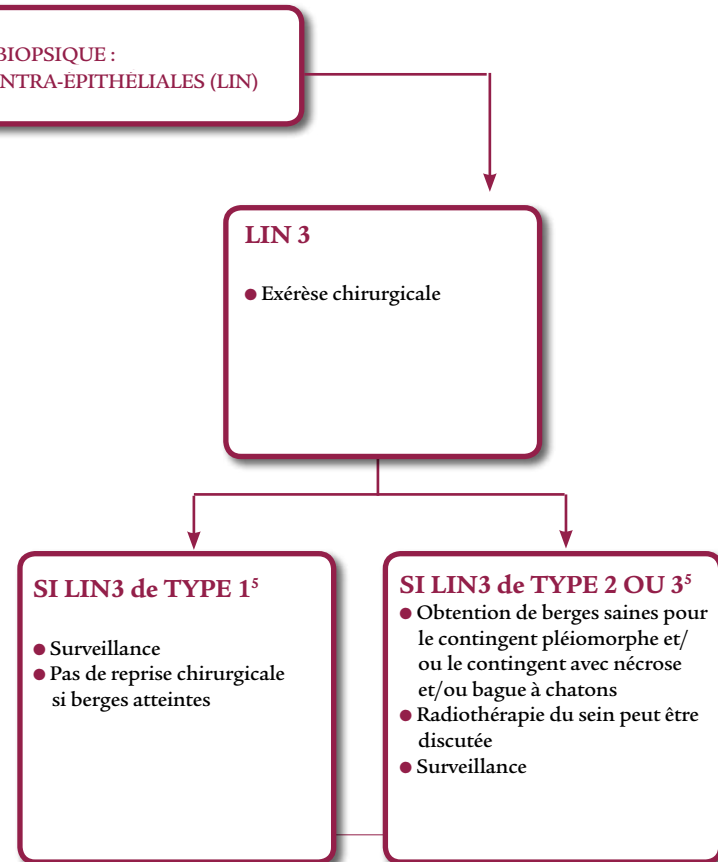 BIOPSIQUE :
NTRA-ÉPITHÉLIALES (LIN)
LIN 3
● Exérèse chirurgicale
SI LIN3 de TYPE 1⁵
● Surveillance
● Pas de reprise chirurgicale
si berges atteintes
SI LIN3 de TYPE 2 OU 3⁵
● Obtention de berges saines pour
le contingent pléiomorphe et/
ou le contingent avec nécrose
et/ou bague à chatons
● Radiothérapie du sein peut être
discutée
● Surveillance